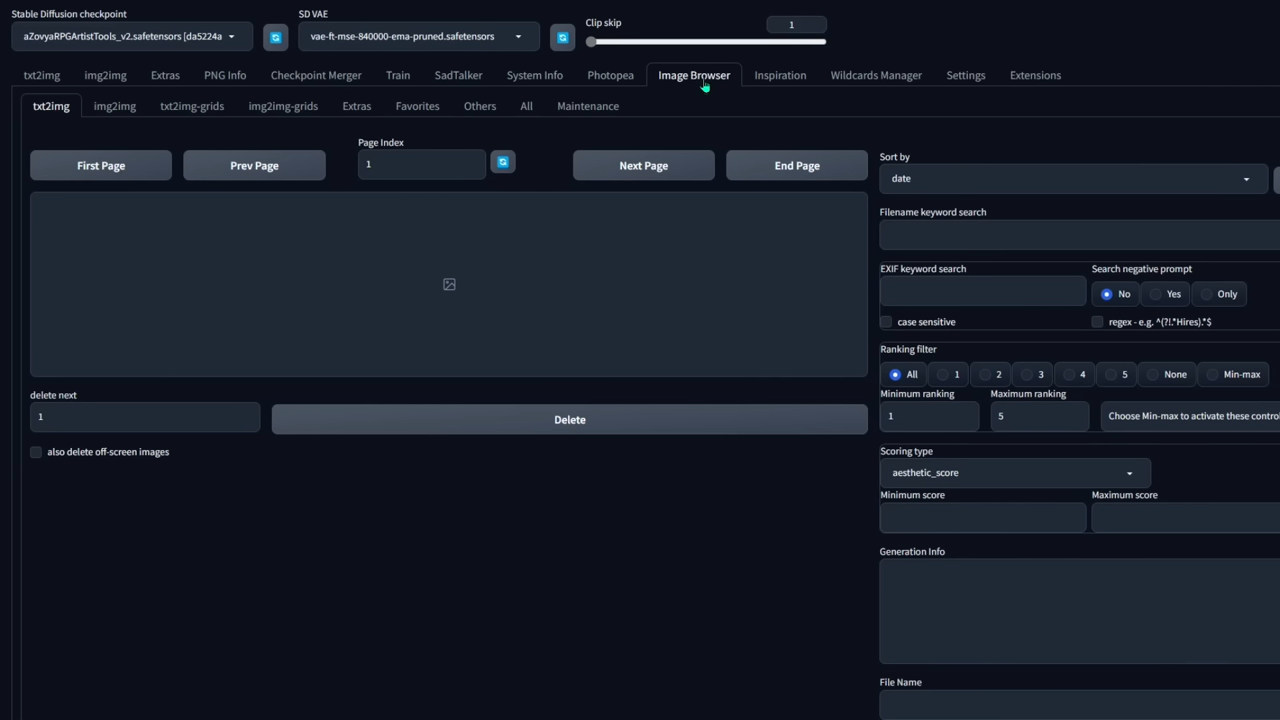 Stable Diffusion checkpoint
SD VAE
Clip skip
1
aZovyaRPGArtistTools_v2.safetensors [da5224a
vae-ft-mse-840000-ema-pruned.safetensors
txt2img img2img Extras PNG Info Checkpoint Merger Train SadTalker System Info Photopea Image Browser Inspiration Wildcards Manager Settings Extensions
txt2img img2img txt2img-grids img2img-grids Extras Favorites Others All Maintenance
First Page
Prev Page
Page Index
1
Next Page
End Page
delete next
1
Delete
also delete off-screen images
Sort by
date
Filename keyword search
EXIF keyword search
Search negative prompt
No Yes Only
case sensitive
regex - e.g. ^(?!.*Hires).*$
Ranking filter
All 1 2 3 4 5 None Min-max
Minimum ranking
1
Maximum ranking
5
Choose Min-max to activate these control
Scoring type
aesthetic_score
Minimum score
Maximum score
Generation Info
File Name